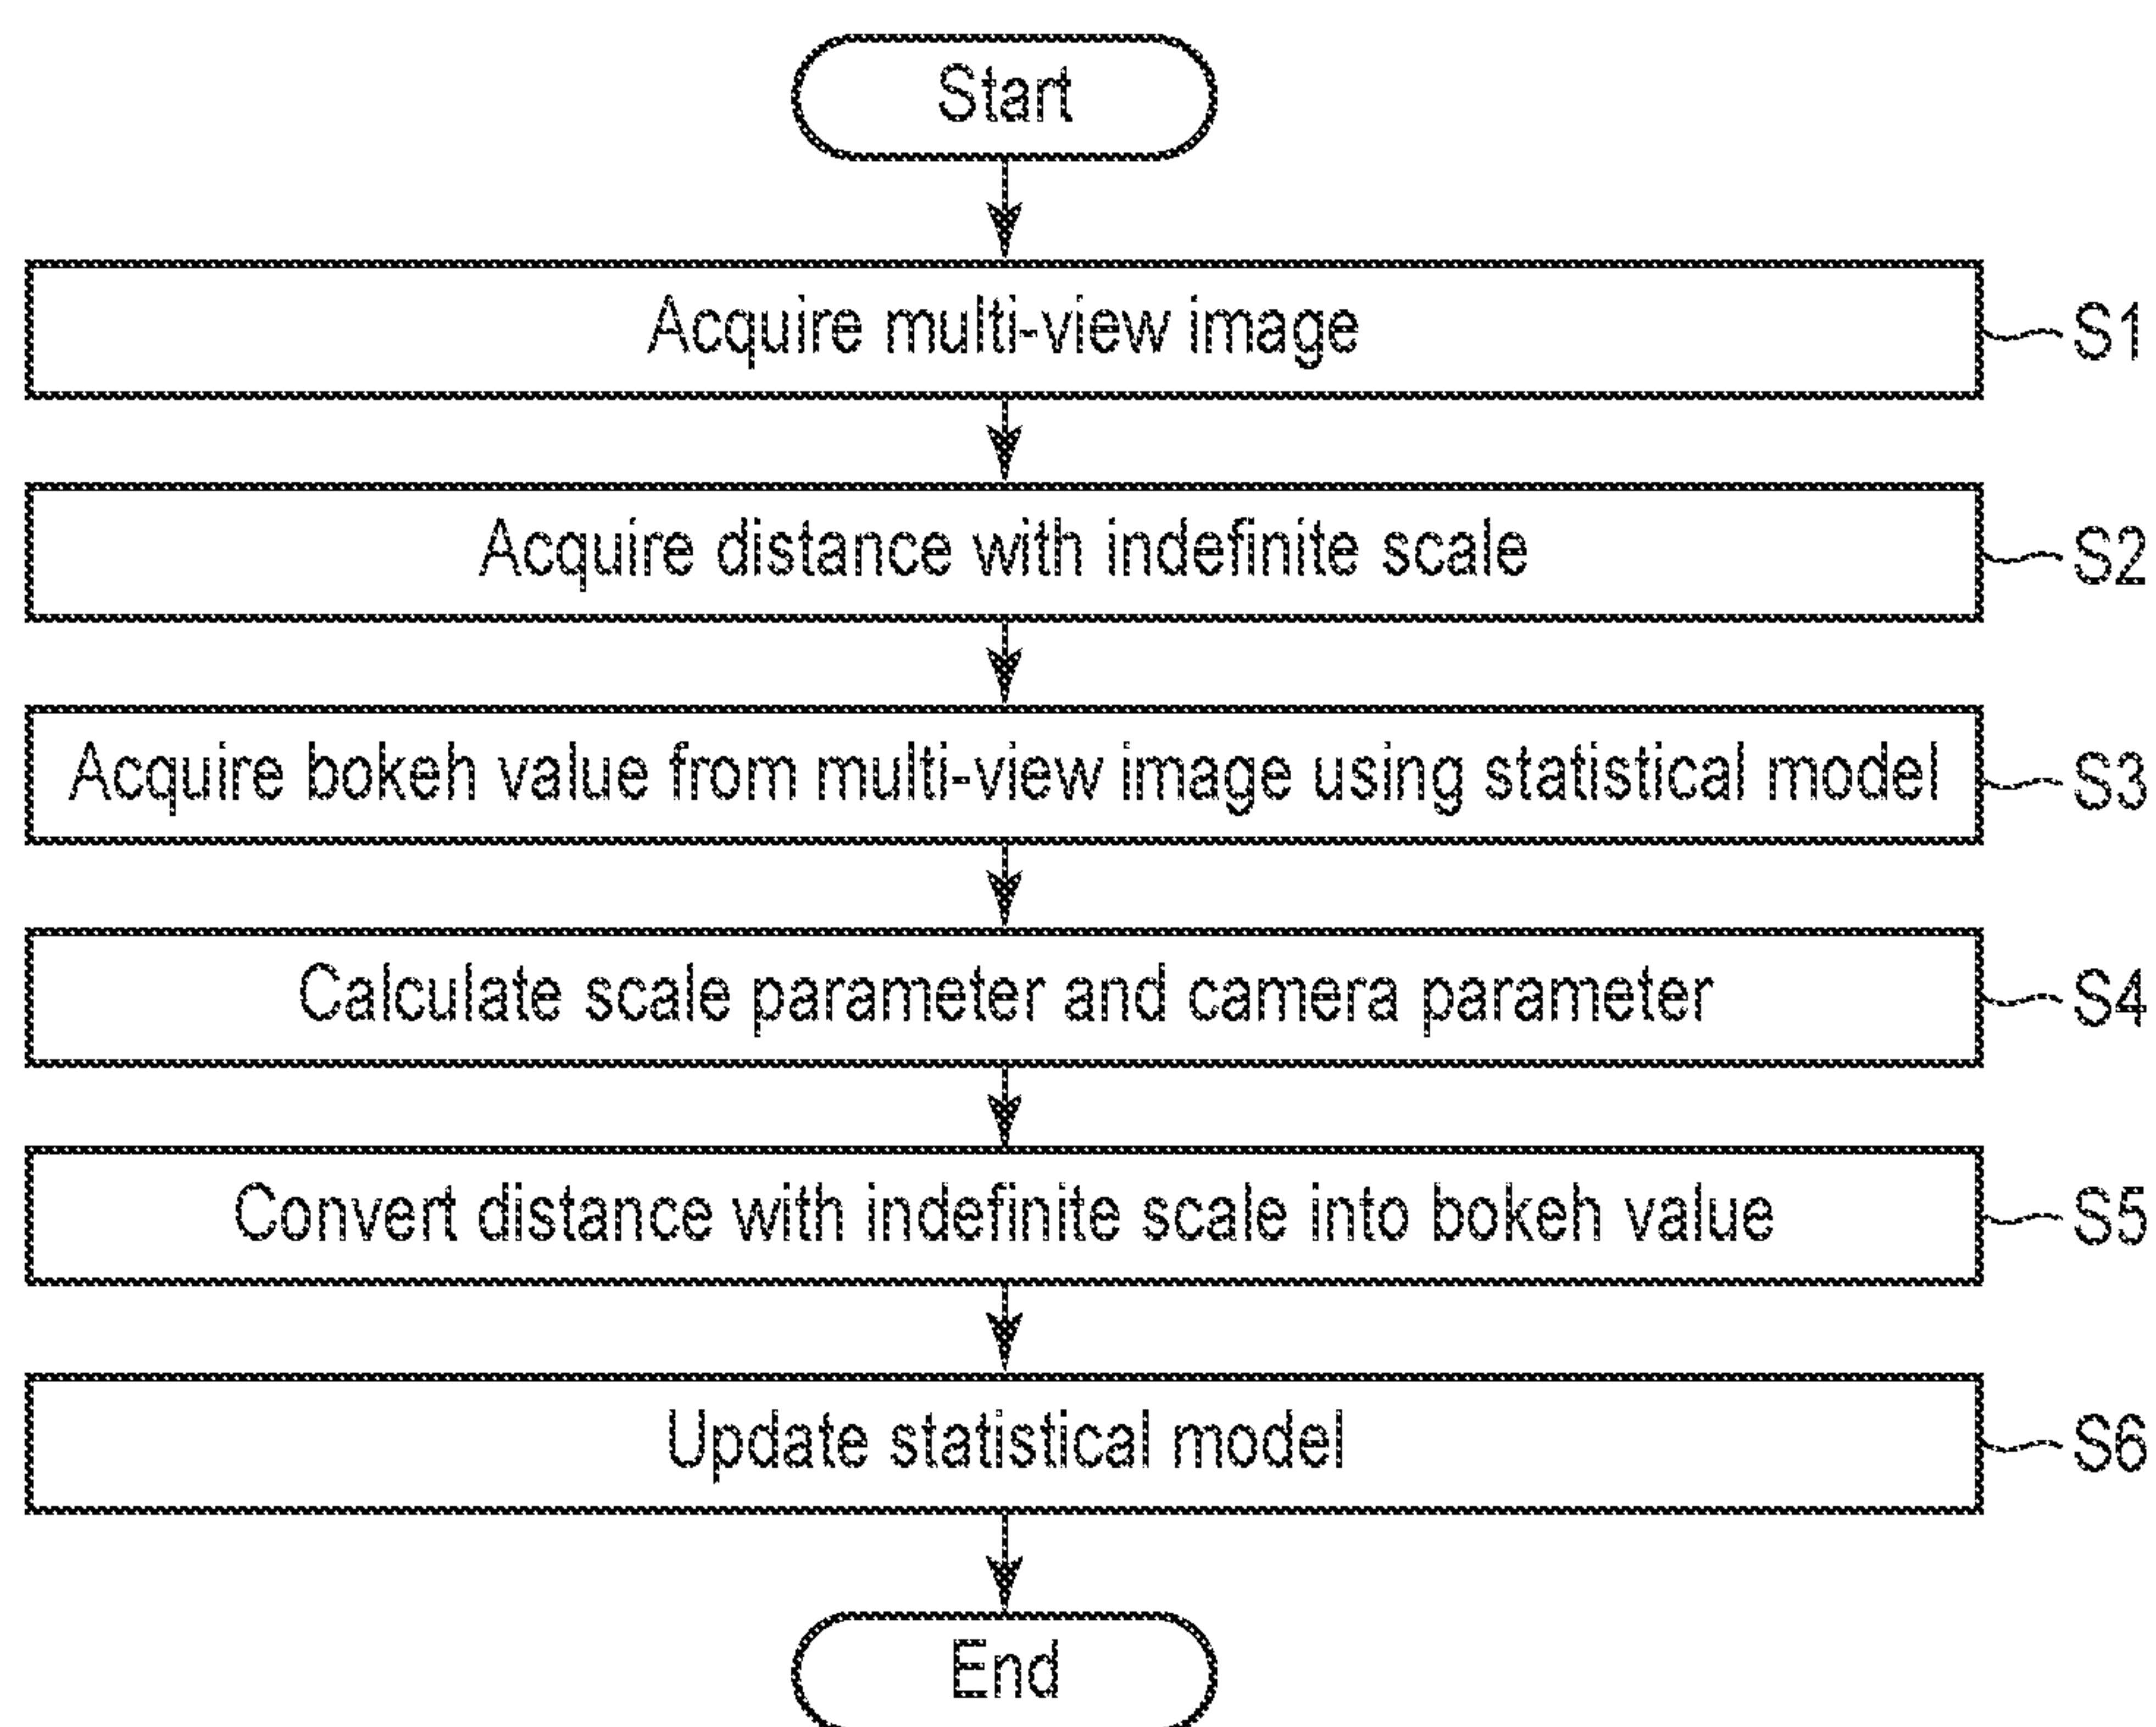 Start
Acquire multi-view image
S1
Acquire distance with indefinite scale
S2
Acquire bokeh value from multi-view image using statistical model
S3
Calculate scale parameter and camera parameter
S4
Convert distance with indefinite scale into bokeh value
S5
Update statistical model
S6
End